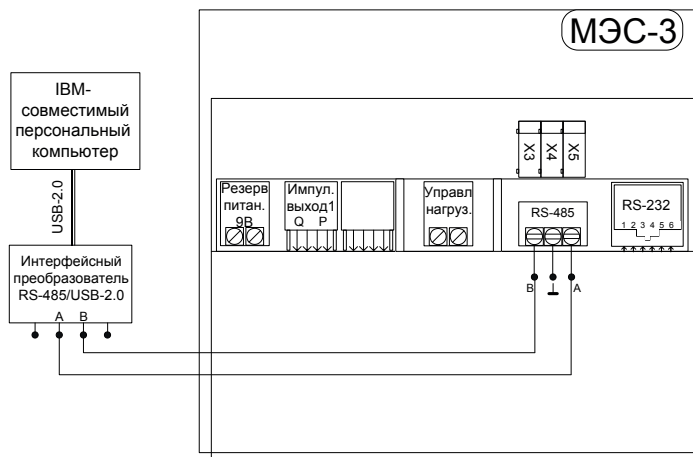 МЭС-3
IBM-
совместимый
персональный
компьютер
USB-2.0
Интерфейсный
преобразователь
RS-485/USB-2.0
A B
X3 X4 X5
Резерв
питан.
9В
Импул.
выход1
Q P
Управл
нагруз.
RS-485
RS-232
1 2 3 4 5 6
B
A